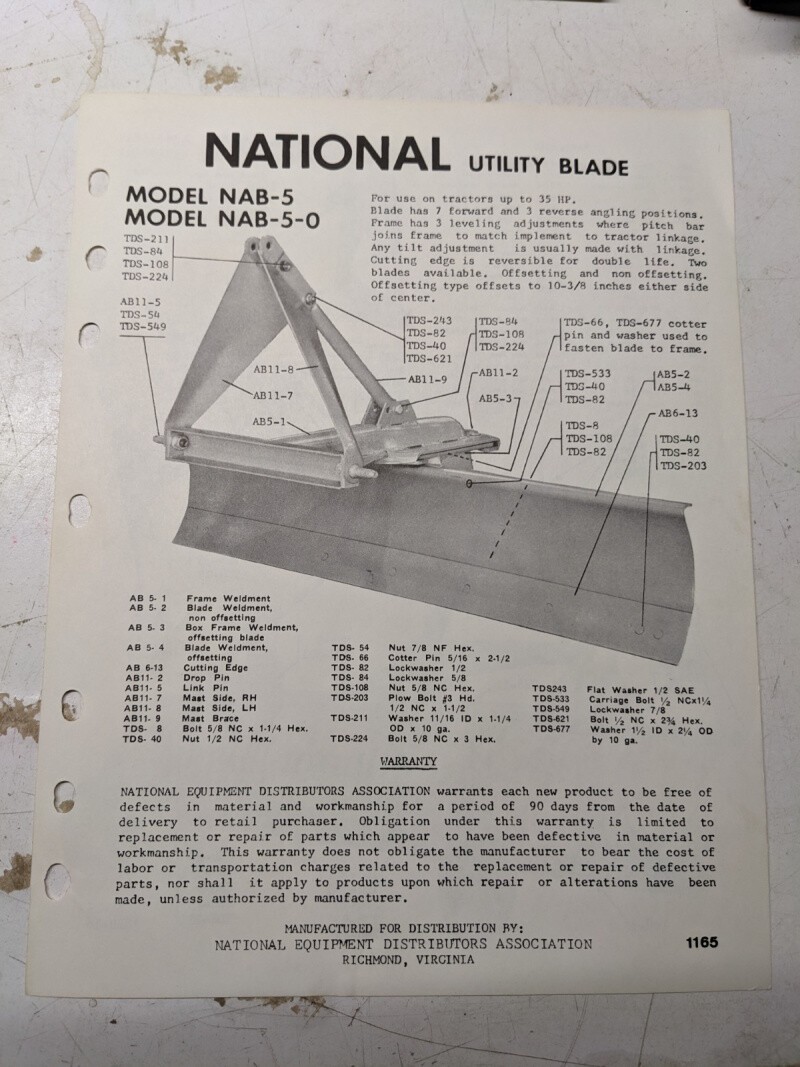 NATIONAL UTILITY BLADE
MODEL NAB-5
MODEL NAB-5-0
For use on tractors up to 35 HP.
Blade has 7 forward and 3 reverse angling positions.
Frame has 3 leveling adjustments where pitch bar
joins frame to match implement to tractor linkage.
Any tilt adjustment is usually made with linkage.
Cutting edge is reversible for double life. Two
blades available. Offsetting and non offsetting.
Offsetting type offsets to 10-3/8 inches either side
of center.
TDS-211
TDS-84
TDS-108
TDS-224
AB11-5
TDS-54
TDS-549
TDS-243
TDS-82
TDS-40
TDS-621
TDS-84
TDS-108
TDS-224
TDS-66, TDS-677 cotter
pin and washer used to
fasten blade to frame.
AB11-8
AB11-7
AB5-1
AB11-9
AB11-2
AB5-3
TDS-533
TDS-40
TDS-82
AB5-2
AB5-4
AB6-13
TDS-8
TDS-108
TDS-82
TDS-40
TDS-82
TDS-203
AB 5- 1 Frame Weldment
AB 5- 2 Blade Weldment,
non offsetting
AB 5- 3 Box Frame Weldment,
offsetting blade
AB 5- 4 Blade Weldment,
offsetting
AB 6-13 Cutting Edge
AB11- 2 Drop Pin
AB11- 5 Link Pin
AB11- 7 Mast Side, RH
AB11- 8 Mast Side, LH
AB11- 9 Mast Brace
TDS- 8 Bolt 5/8 NC x 1-1/4 Hex.
TDS- 40 Nut 1/2 NC Hex.
TDS- 54 Nut 7/8 NF Hex.
TDS- 66 Cotter Pin 5/16 x 2-1/2
TDS- 82 Lockwasher 1/2
TDS- 84 Lockwasher 5/8
TDS-108 Nut 5/8 NC Hex.
TDS-203 Plow Bolt #3 Hd.
1/2 NC x 1-1/2
TDS-211 Washer 11/16 ID x 1-1/4
OD x 10 ga.
TDS-224 Bolt 5/8 NC x 3 Hex.
TDS243 Flat Washer 1/2 SAE
TDS-533 Carriage Bolt ½ NCx1¼
TDS-549 Lockwasher 7/8
TDS-621 Bolt ½ NC x 2¾ Hex.
TDS-677 Washer 1½ ID x 2¼ OD
by 10 ga.
WARRANTY
NATIONAL EQUIPMENT DISTRIBUTORS ASSOCIATION warrants each new product to be free of
defects in material and workmanship for a period of 90 days from the date of
delivery to retail purchaser. Obligation under this warranty is limited to
replacement or repair of parts which appear to have been defective in material or
workmanship. This warranty does not obligate the manufacturer to bear the cost of
labor or transportation charges related to the replacement or repair of defective
parts, nor shall it apply to products upon which repair or alterations have been
made, unless authorized by manufacturer.
MANUFACTURED FOR DISTRIBUTION BY:
NATIONAL EQUIPMENT DISTRIBUTORS ASSOCIATION
RICHMOND, VIRGINIA
1165